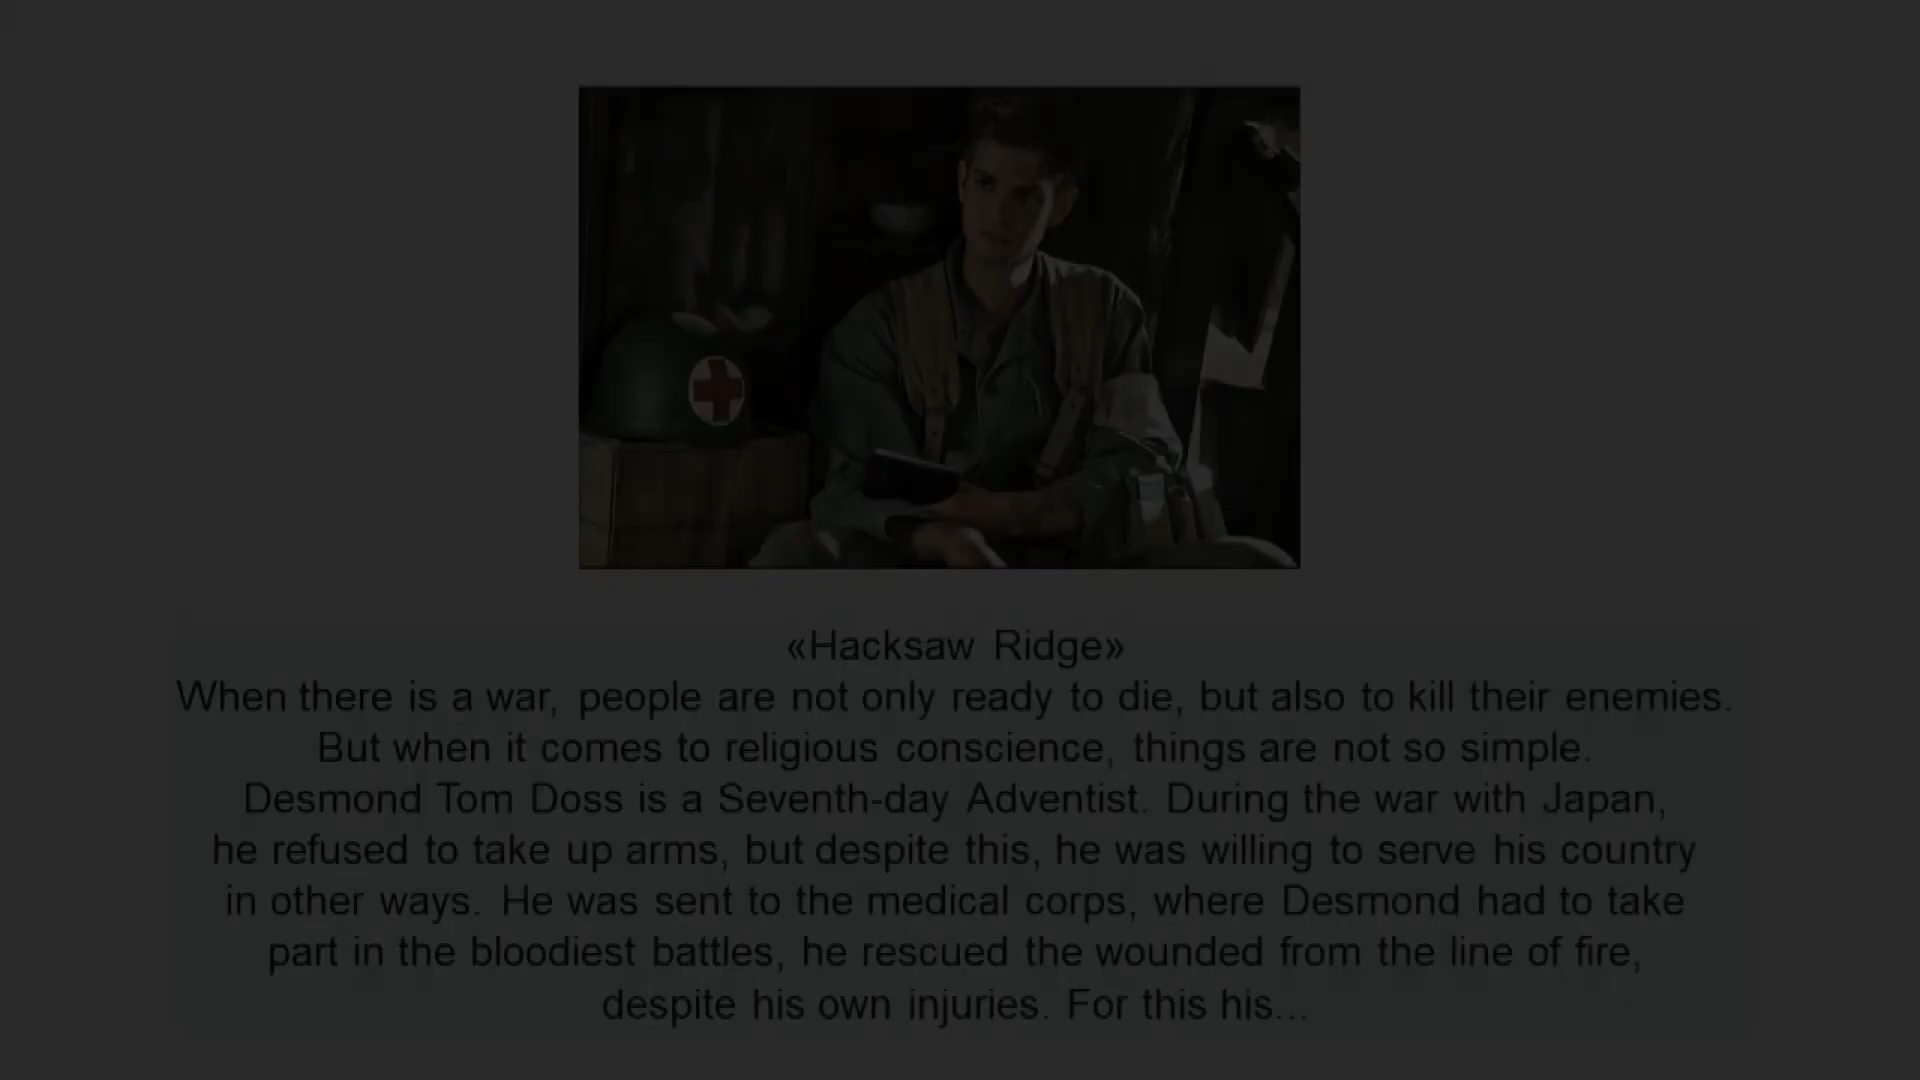 «Hacksaw Ridge»
When there is a war, people are not only ready to die, but also to kill their enemies.
But when it comes to religious conscience, things are not so simple.
Desmond Tom Doss is a Seventh-day Adventist. During the war with Japan,
he refused to take up arms, but despite this, he was willing to serve his country
in other ways. He was sent to the medical corps, where Desmond had to take
part in the bloodiest battles, he rescued the wounded from the line of fire,
despite his own injuries. For this his...